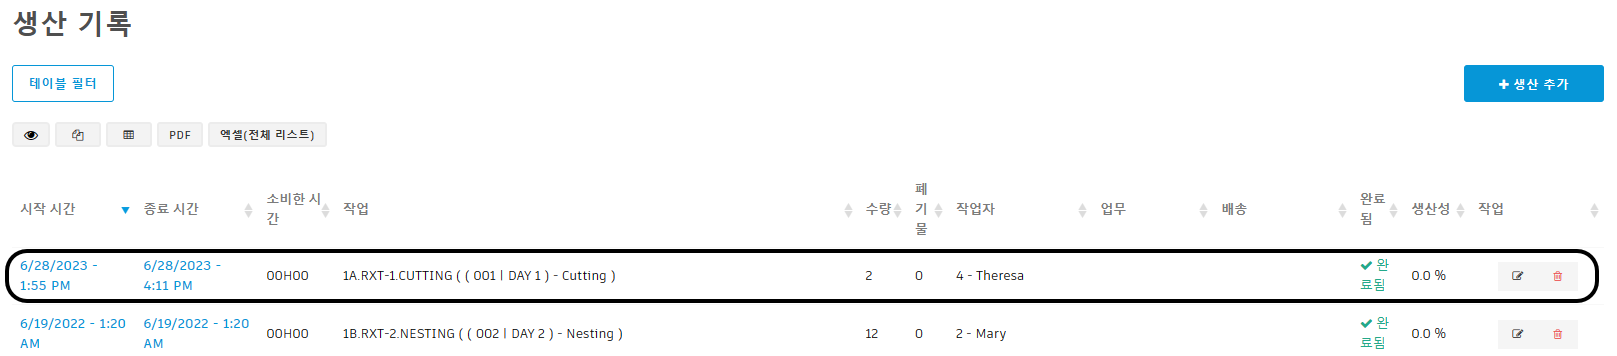 생산 기록
테이블 필터
생산 추가
PDF
엑셀(전체 리스트)
시작 시간 종료 시간 소비한 시간 작업 수량 폐기물 작업자 업무 배송 완료됨 생산성 작업
6/28/2023 - 6/28/2023 - 00H00 1A.RXT-1.CUTTING ( ( 001 | DAY 1 ) - Cutting ) 2 0 4 - Theresa 완 0.0 %
1:55 PM 4:11 PM 료됨
6/19/2022 - 1:20 6/19/2022 - 1:20 00H00 1B.RXT-2.NESTING ( ( 002 | DAY 2 ) - Nesting ) 12 0 2 - Mary 완 0.0 %
AM AM 료됨